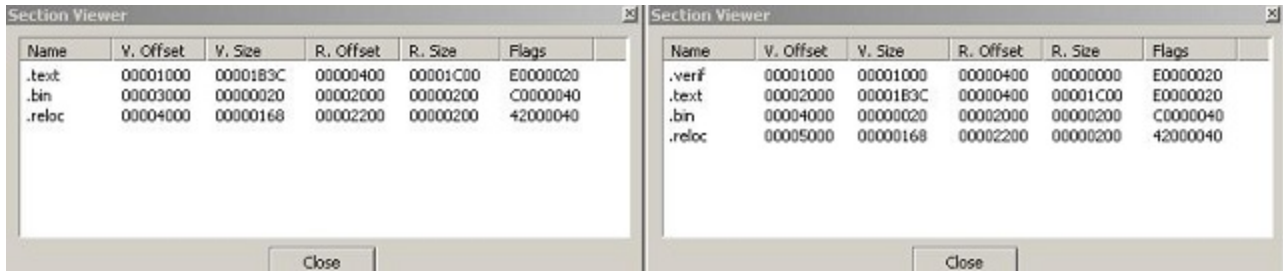 Section Viewer
Name V. Offset V. Size R. Offset R. Size Flags
.text 00001000 00001B3C 00000400 00001C00 E0000020
.bin 00003000 00000020 00002000 00000200 C0000040
.reloc 00004000 00000168 00002200 00000200 42000040
Close
Section Viewer
Name V. Offset V. Size R. Offset R. Size Flags
.verif 00001000 00001000 00000400 00000000 E0000020
.text 00002000 00001B3C 00000400 00001C00 E0000020
.bin 00004000 00000020 00002000 00000200 C0000040
.reloc 00005000 00000168 00002200 00000200 42000040
Close